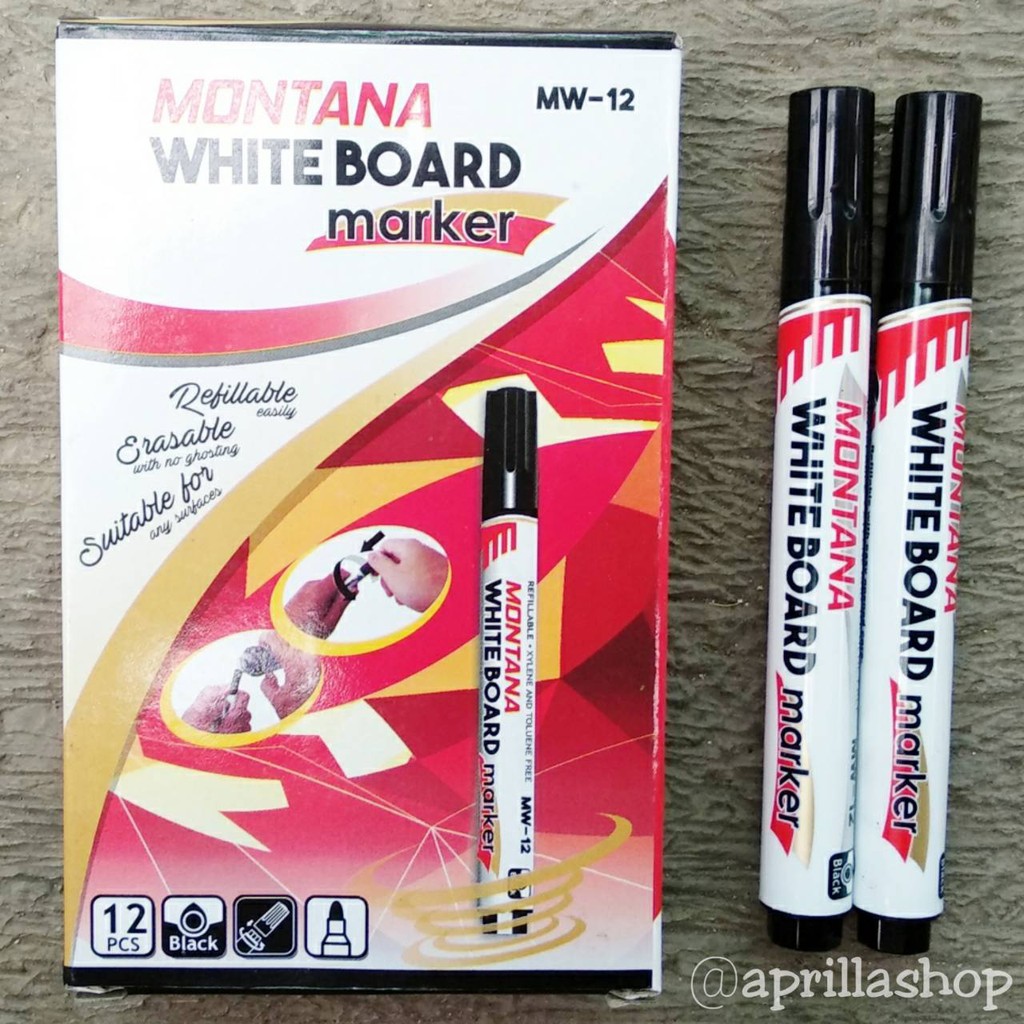 MONTANA
MW-12
WHITE BOARD
marker
Refillable
easily
Erasable
with no ghosting
Suitable for
any surfaces
REFILLABLE • XYLENE AND TOLUENE FREE
MONTANA
WHITE BOARD
marker
MW-12
12
PCS
Black
MONTANA
WHITE BOARD
marker
Black
MONTANA
WHITE BOARD
marker
@aprillashop